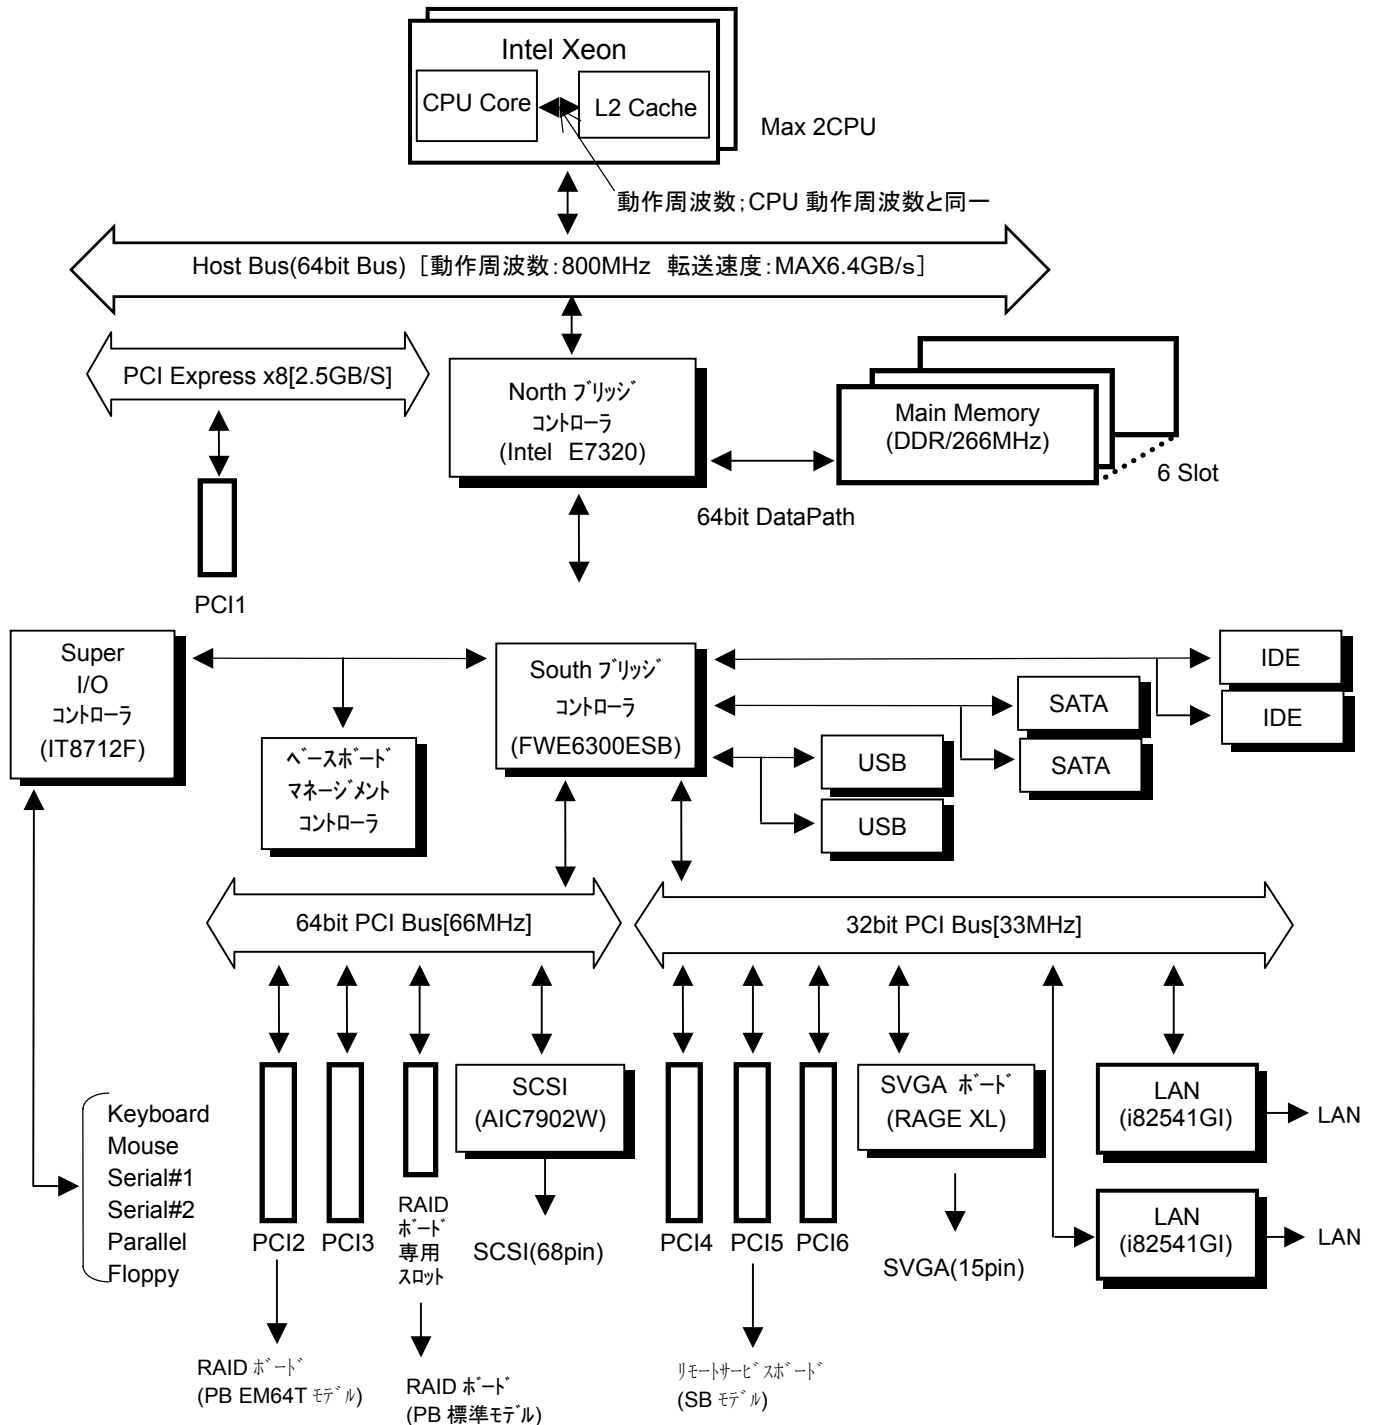 Intel Xeon
CPU Core
L2 Cache
Max 2CPU
動作周波数；CPU 動作周波数と同一
Host Bus(64bit Bus) ［動作周波数：800MHz 転送速度：MAX6.4GB/s］
PCI Express x8[2.5GB/S]
North ﾌﾞﾘｯｼﾞ
ｺﾝﾄﾛｰﾗ
(Intel E7320)
Main Memory
(DDR/266MHz)
6 Slot
64bit DataPath
PCI1
Super
I/O
ｺﾝﾄﾛｰﾗ
(IT8712F)
South ﾌﾞﾘｯｼﾞ
ｺﾝﾄﾛｰﾗ
(FWE6300ESB)
IDE
IDE
SATA
SATA
USB
USB
ﾍﾞｰｽﾎﾞｰﾄﾞ
ﾏﾈｰｼﾞﾒﾝﾄ
ｺﾝﾄﾛｰﾗ
64bit PCI Bus[66MHz]
32bit PCI Bus[33MHz]
Keyboard
Mouse
Serial#1
Serial#2
Parallel
Floppy
PCI2
PCI3
RAID
ﾎﾞｰﾄﾞ
専用
ｽﾛｯﾄ
SCSI
(AIC7902W)
SCSI(68pin)
PCI4
PCI5
PCI6
SVGA ﾎﾞｰﾄﾞ
(RAGE XL)
SVGA(15pin)
LAN
(i82541GI)
LAN
LAN
(i82541GI)
LAN
RAID ﾎﾞｰﾄﾞ
(PB EM64T ﾓﾃﾞﾙ)
RAID ﾎﾞｰﾄﾞ
(PB 標準ﾓﾃﾞﾙ)
ﾘﾓｰﾄｻｰﾋﾞｽﾎﾞｰﾄﾞ
(SB ﾓﾃﾞﾙ)